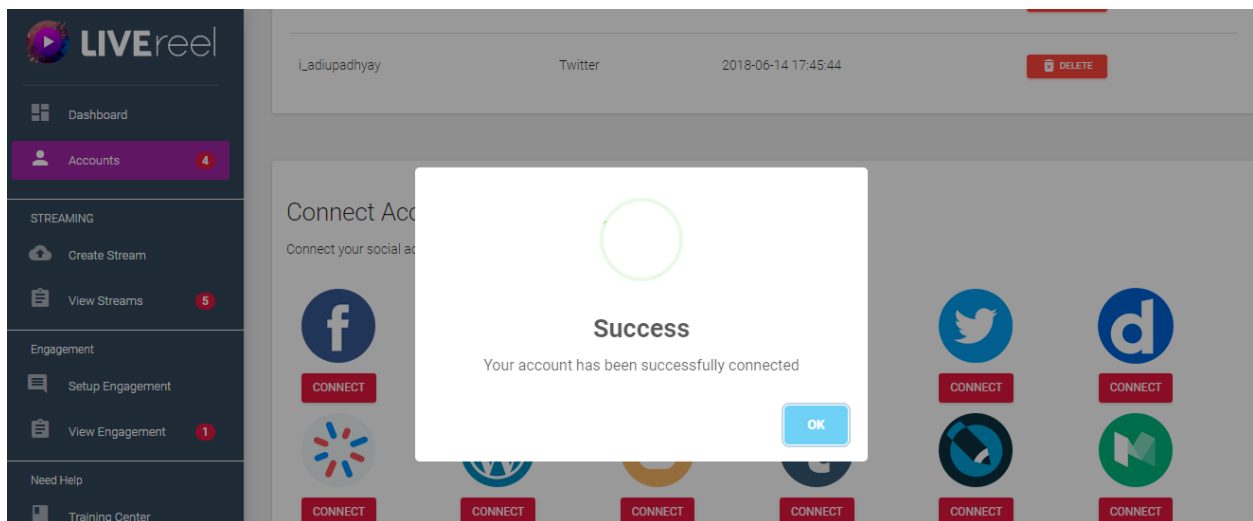 LIVEreel
Dashboard
Accounts 4
STREAMING
Create Stream
View Streams 5
Engagement
Setup Engagement
View Engagement 1
Need Help
Training Center
i_adiupadhyay Twitter 2018-06-14 17:45:44 DELETE
Connect Acc
Connect your social ac
Success
Your account has been successfully connected
OK
CONNECT CONNECT CONNECT
CONNECT CONNECT CONNECT CONNECT CONNECT CONNECT